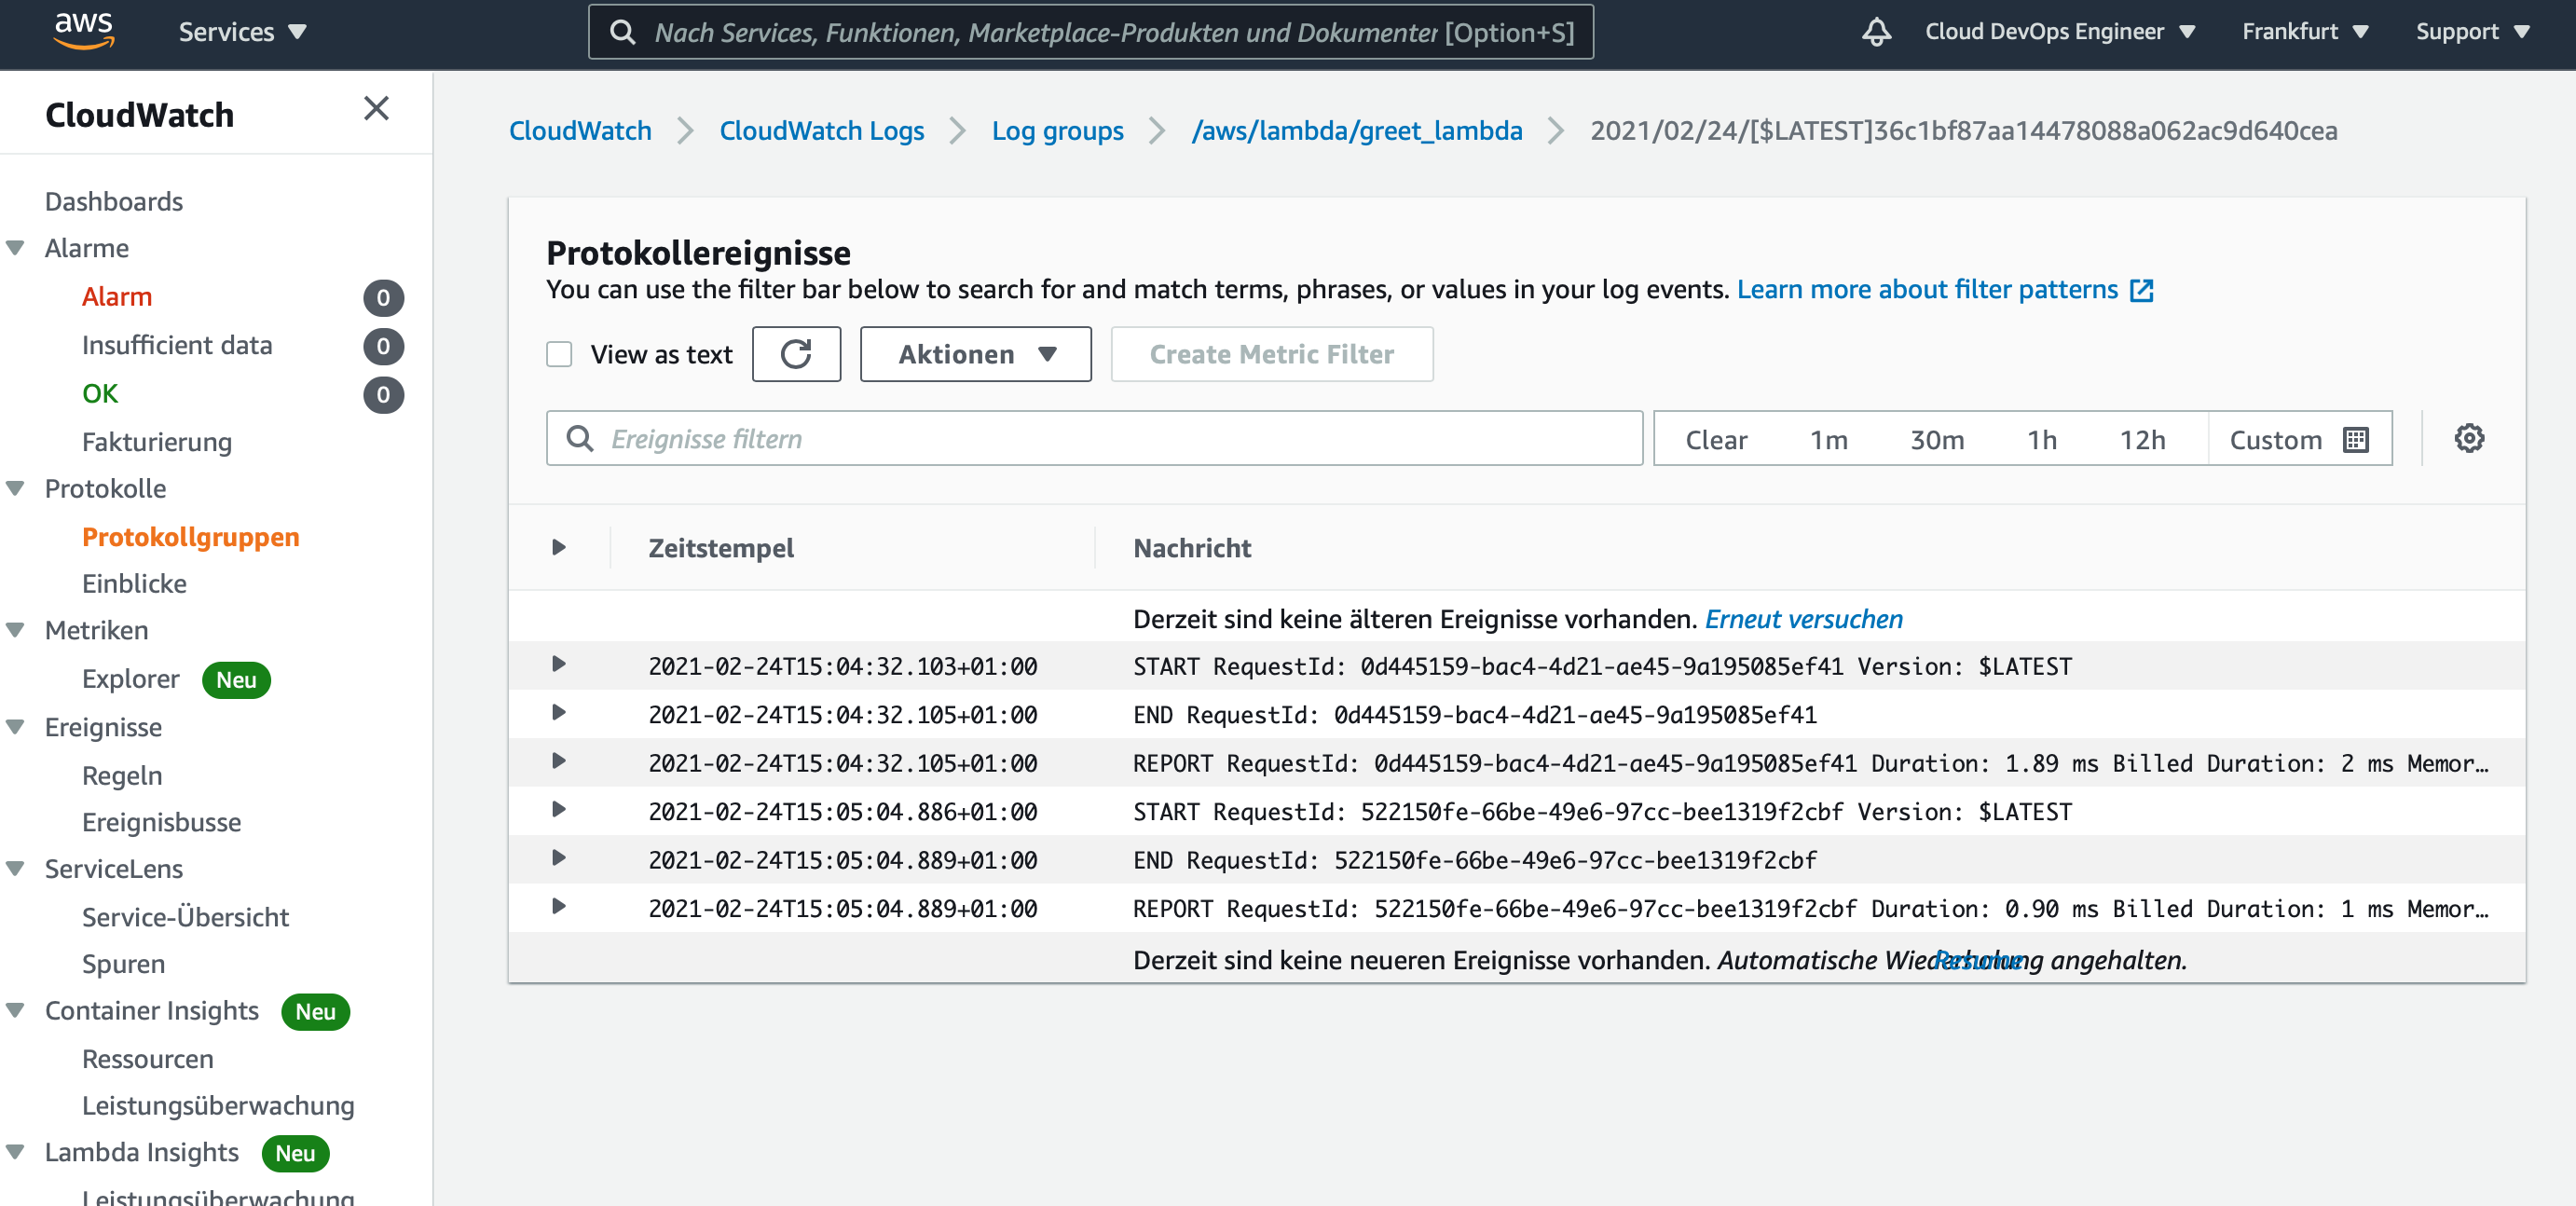 aws Services Nach Services, Funktionen, Marketplace-Produkten und Dokumenter [Option+S] Cloud DevOps Engineer Frankfurt Support
CloudWatch
Dashboards
Alarme
Alarm 0
Insufficient data 0
OK 0
Fakturierung
Protokolle
Protokollgruppen
Einblicke
Metriken
Explorer Neu
Ereignisse
Regeln
Ereignisbusse
ServiceLens
Service-Übersicht
Spuren
Container Insights Neu
Ressourcen
Leistungsüberwachung
Lambda Insights Neu
Leistungsüberwachung
CloudWatch CloudWatch Logs Log groups /aws/lambda/greet_lambda 2021/02/24/[$LATEST]36c1bf87aa14478088a062ac9d640cea
Protokollereignisse
You can use the filter bar below to search for and match terms, phrases, or values in your log events. Learn more about filter patterns
View as text Aktionen Create Metric Filter
Ereignisse filtern Clear 1m 30m 1h 12h Custom
Zeitstempel Nachricht
Derzeit sind keine älteren Ereignisse vorhanden. Erneut versuchen
2021-02-24T15:04:32.103+01:00 START RequestId: 0d445159-bac4-4d21-ae45-9a195085ef41 Version: $LATEST
2021-02-24T15:04:32.105+01:00 END RequestId: 0d445159-bac4-4d21-ae45-9a195085ef41
2021-02-24T15:04:32.105+01:00 REPORT RequestId: 0d445159-bac4-4d21-ae45-9a195085ef41 Duration: 1.89 ms Billed Duration: 2 ms Memor…
2021-02-24T15:05:04.886+01:00 START RequestId: 522150fe-66be-49e6-97cc-bee1319f2cbf Version: $LATEST
2021-02-24T15:05:04.889+01:00 END RequestId: 522150fe-66be-49e6-97cc-bee1319f2cbf
2021-02-24T15:05:04.889+01:00 REPORT RequestId: 522150fe-66be-49e6-97cc-bee1319f2cbf Duration: 0.90 ms Billed Duration: 1 ms Memor…
Derzeit sind keine neueren Ereignisse vorhanden. Automatische Wiederholung angehalten. Resume